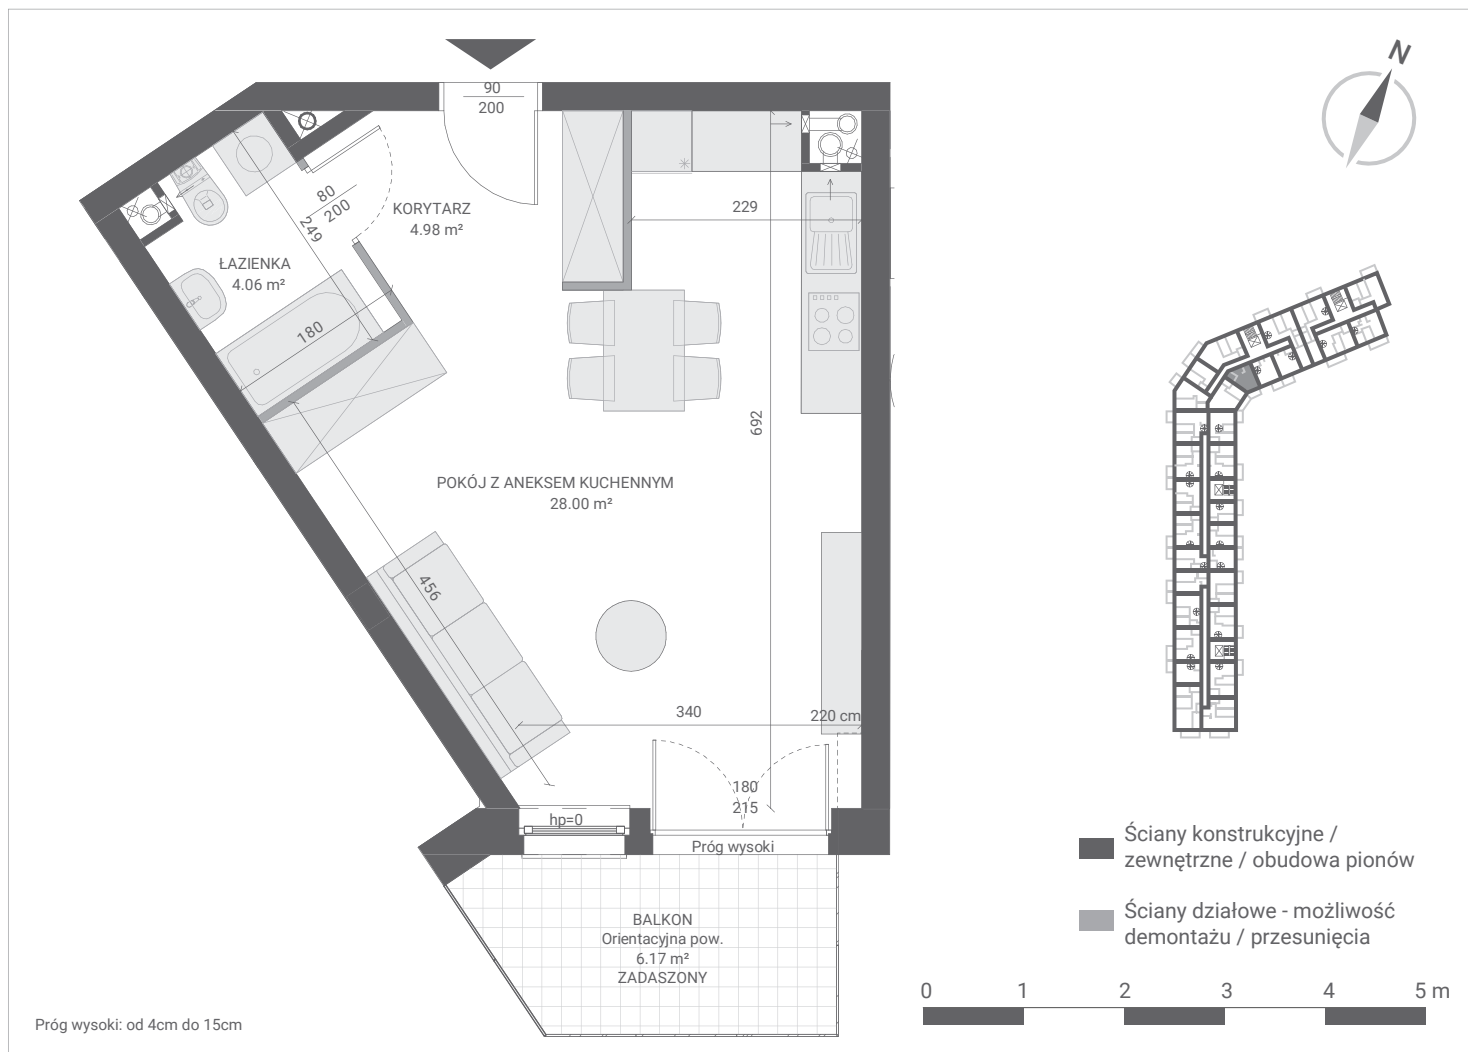 N
90
200
80
200
249
KORYTARZ
4.98 m²
229
ŁAZIENKA
4.06 m²
180
692
POKÓJ Z ANEKSEM KUCHENNYM
28.00 m²
456
340
220 cm
180
215
hp=0
Próg wysoki
BALKON
Orientacyjna pow.
6.17 m²
ZADASZONY
Ściany konstrukcyjne /
zewnętrzne / obudowa pionów
Ściany działowe - możliwość
demontażu / przesunięcia
0 1 2 3 4 5 m
Próg wysoki: od 4cm do 15cm